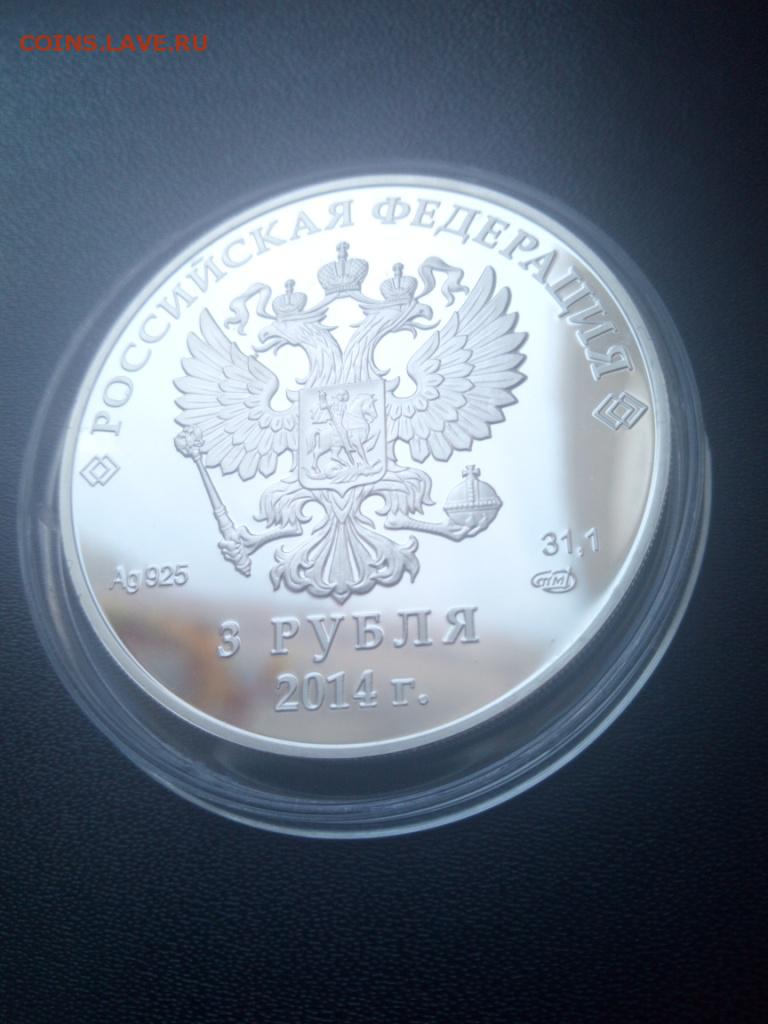 COINS.LAVE.RU
РОССИЙСКАЯ ФЕДЕРАЦИЯ
Ag 925
31,1
СПМД
3 РУБЛЯ
2014 г.